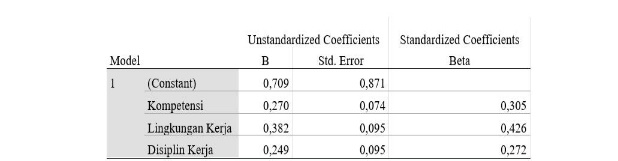 Unstandardized Coefficients Standardized Coefficients
Model B Std. Error Beta
1 (Constant) 0,709 0,871
Kompetensi 0,270 0,074 0,305
Lingkungan Kerja 0,382 0,095 0,426
Disiplin Kerja 0,249 0,095 0,272